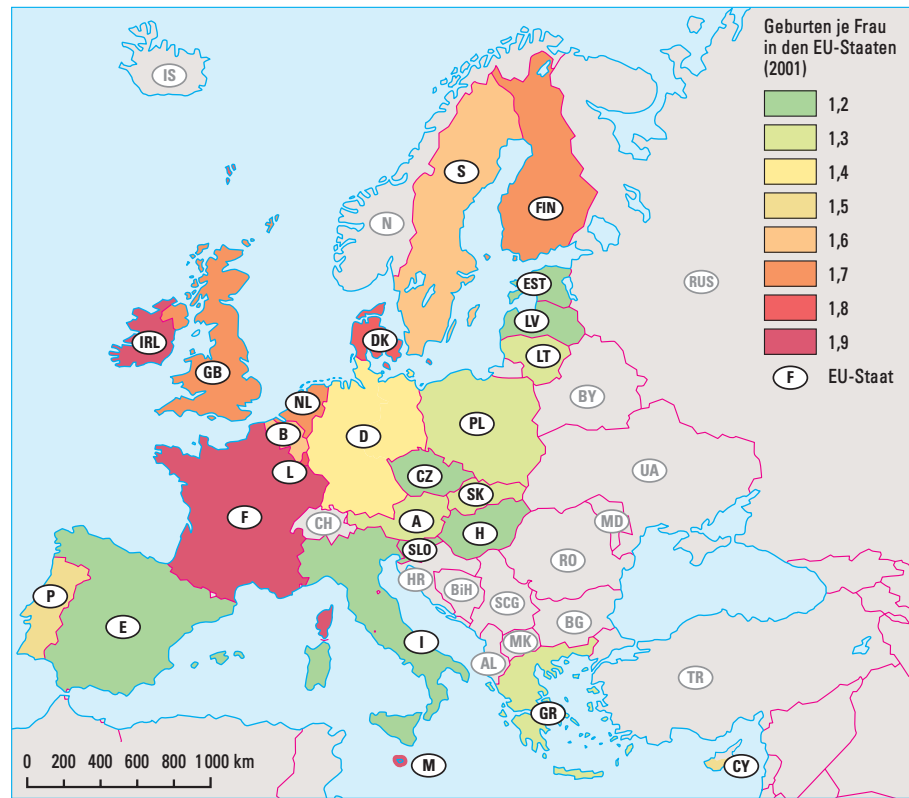 Geburten je Frau
in den EU-Staaten
(2001)
1,2
1,3
1,4
1,5
1,6
1,7
1,8
1,9
F EU-Staat
IS
S
N
FIN
RUS
EST
LV
LT
IRL
DK
GB
BY
NL
PL
B
D
L
CZ
UA
SK
F
CH
A
H
MD
SLO
RO
HR
BiH
SCG
P
E
I
BG
MK
AL
TR
GR
M
CY
0 200 400 600 800 1000 km